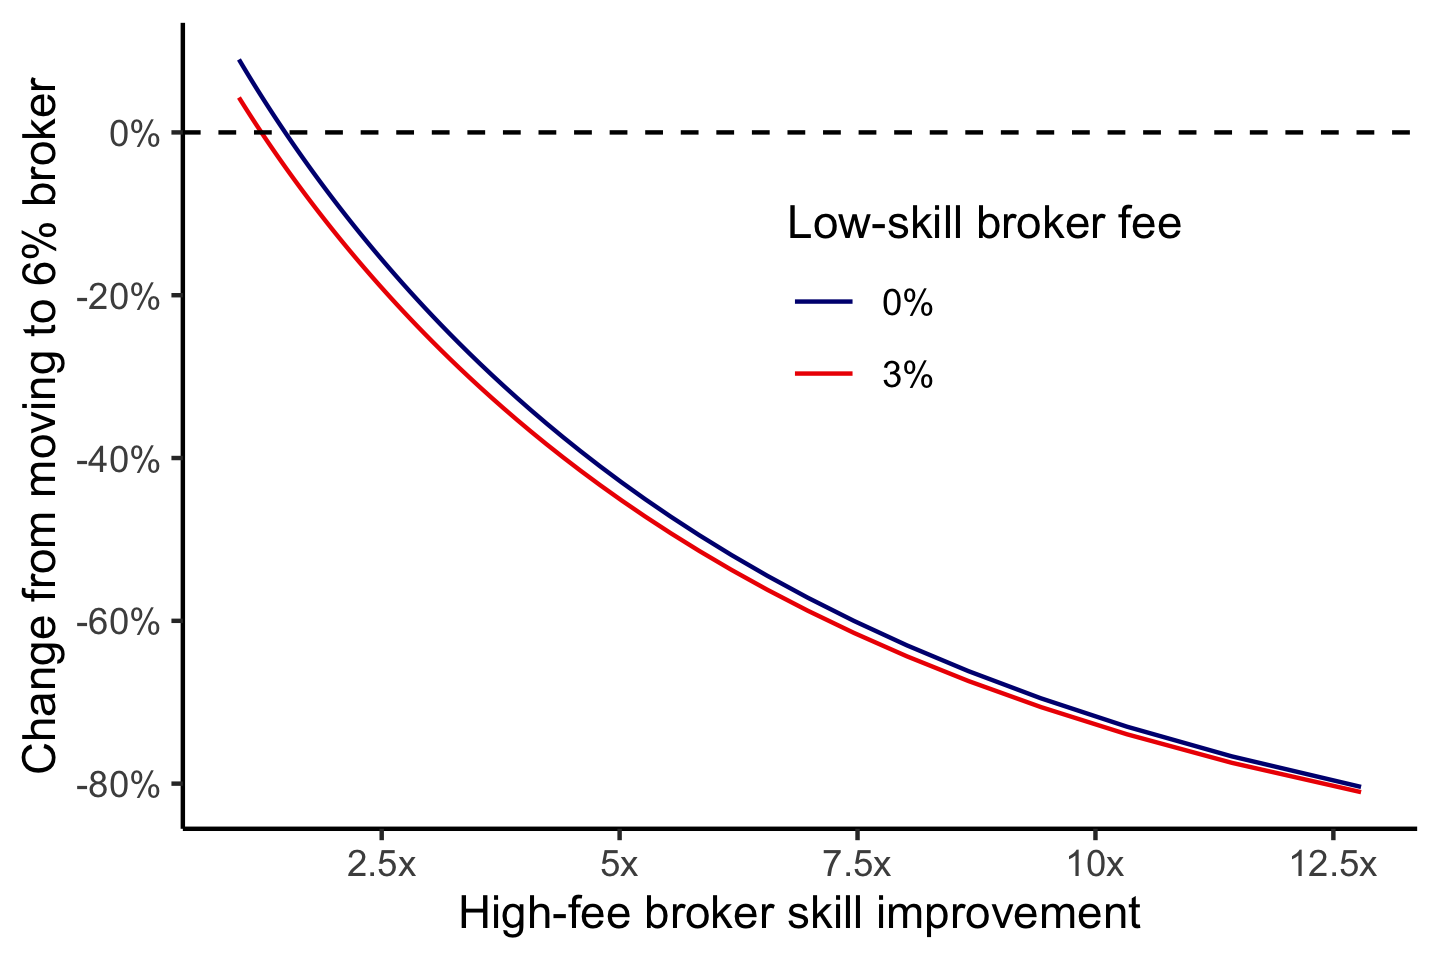 Change from moving to 6% broker
0%
-20%
-40%
-60%
-80%
Low-skill broker fee
0%
3%
2.5x
5x
7.5x
10x
12.5x
High-fee broker skill improvement